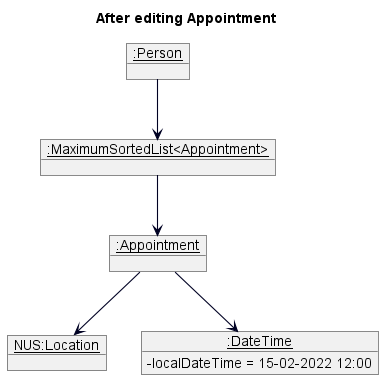 After editing Appointment
:Person
:MaximumSortedList<Appointment>
:Appointment
NUS:Location
:DateTime
-localDateTime = 15-02-2022 12:00